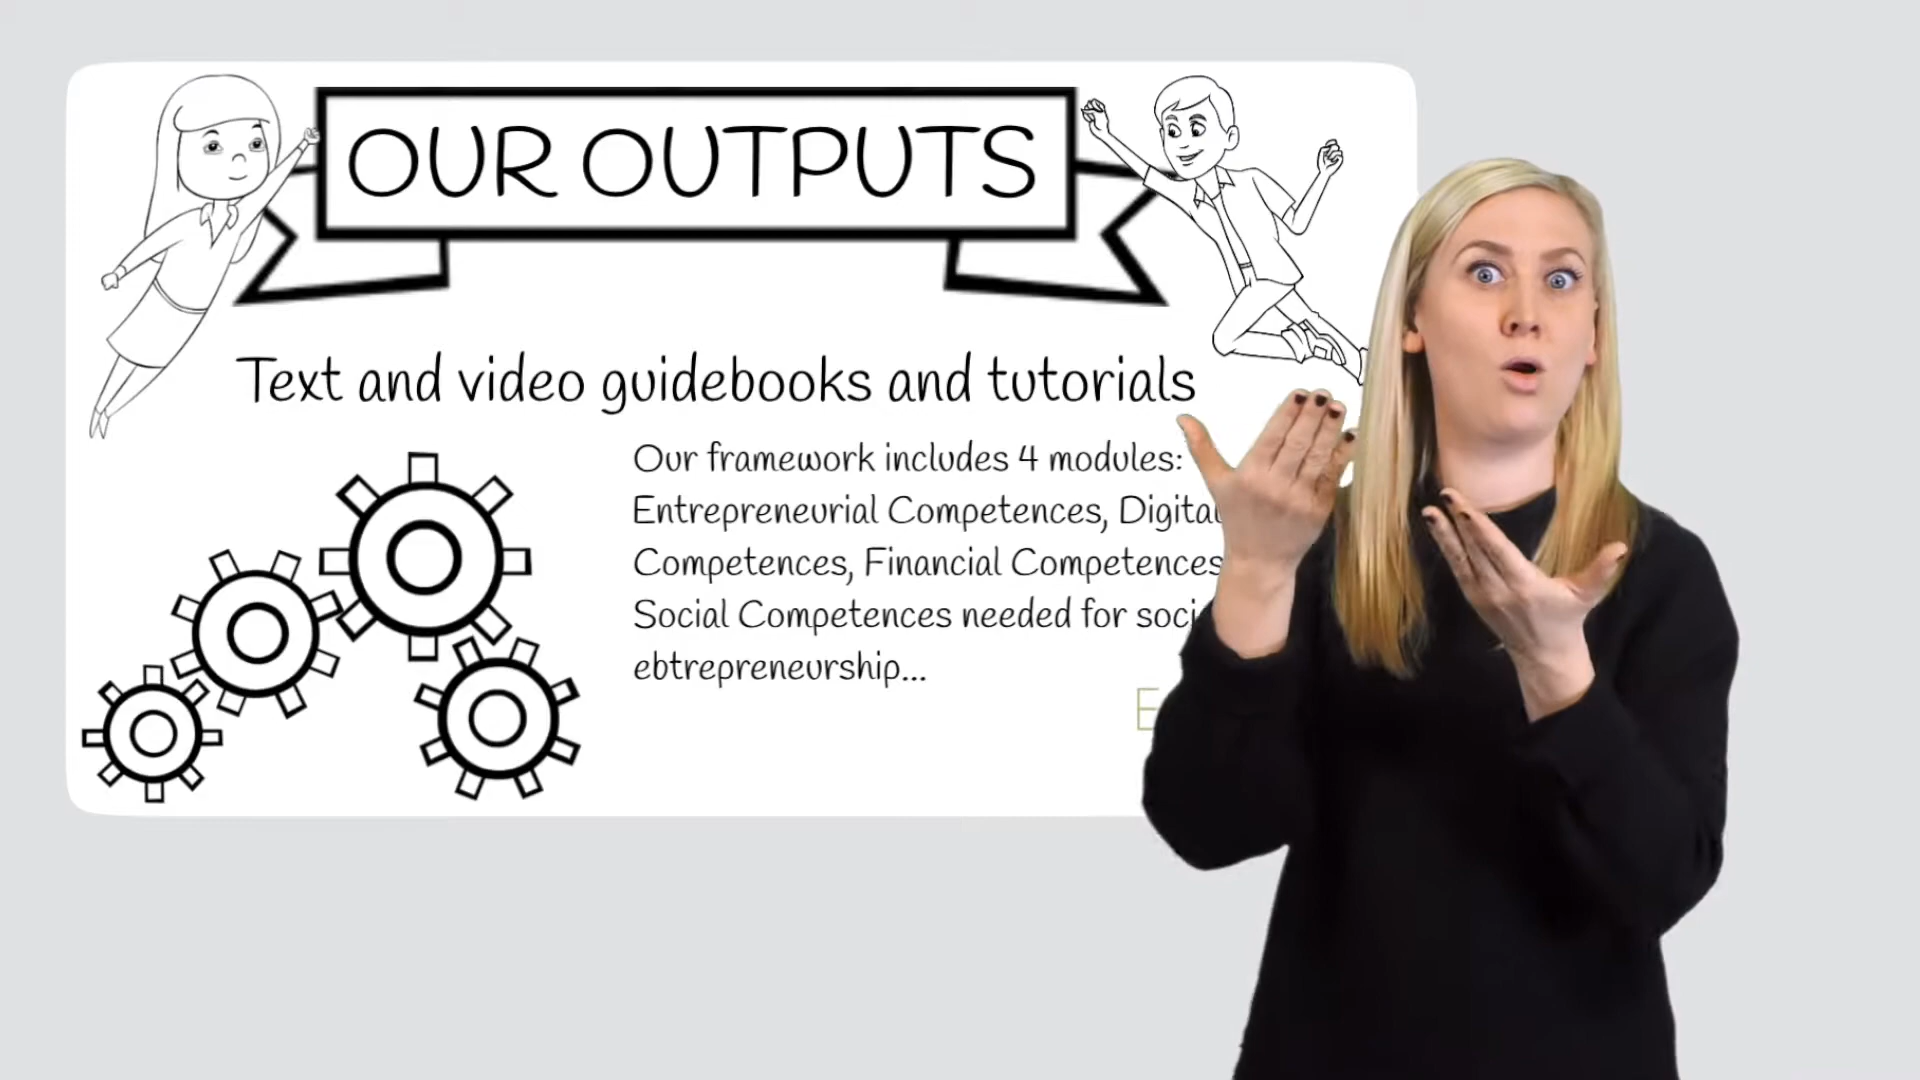 OUR OUTPUTS
Text and video guidebooks and tutorials
Our framework includes 4 modules:
Entrepreneurial Competences, Digital
Competences, Financial Competences
Social Competences needed for
ebtrepreneurship...